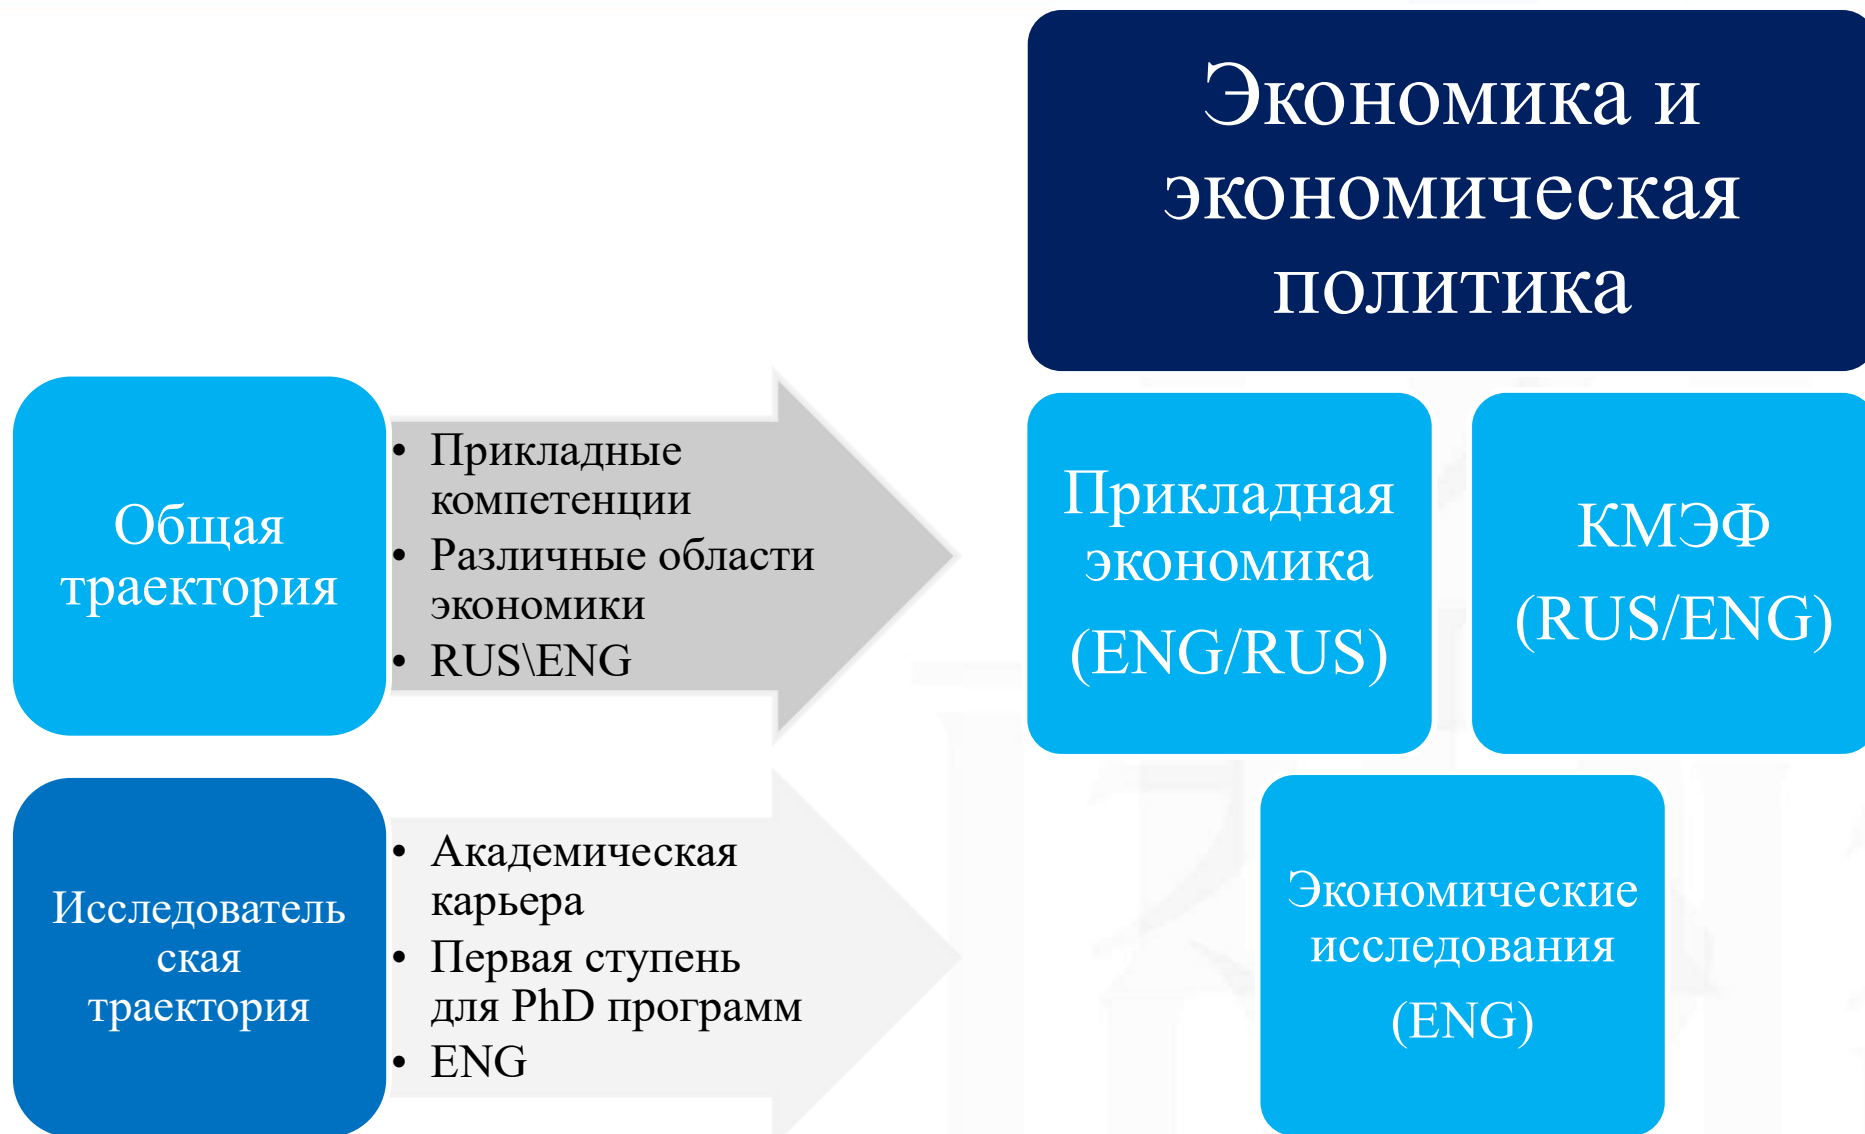 Экономика и
экономическая
политика
Общая
траектория
• Прикладные
компетенции
• Различные области
экономики
• RUS\ENG
Прикладная
экономика
(ENG/RUS)
КМЭФ
(RUS/ENG)
Исследователь
ская
траектория
• Академическая
карьера
• Первая ступень
для PhD программ
• ENG
Экономические
исследования
(ENG)